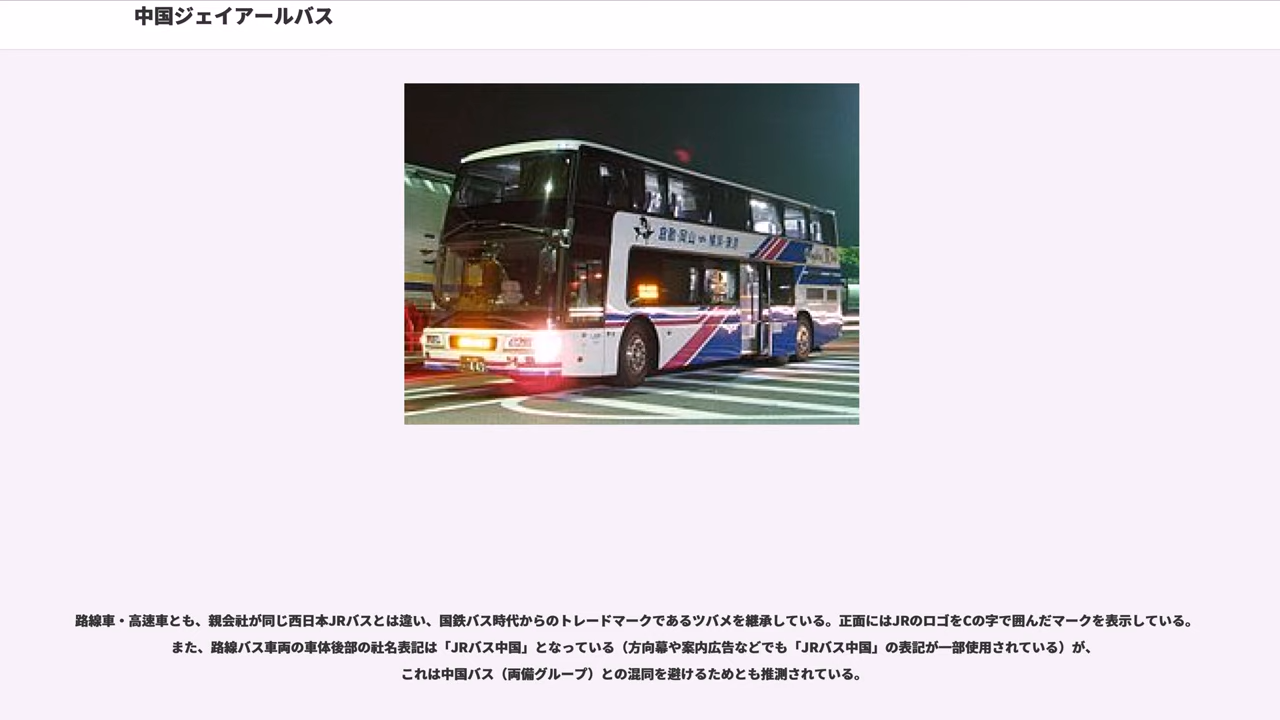 中国ジェイアールバス
倉敷·岡山 横浜·東京
路線車・高速車とも、親会社が同じ西日本JRバスとは違い、国鉄バス時代からのトレードマークであるツバメを継承している。正面にはJRのロゴをCの字で囲んだマークを表示している。
また、路線バス車両の車体後部の社名表記は「JRバス中国」となっている（方向幕や案内広告などでも「JRバス中国」の表記が一部使用されている）が、
これは中国バス（両備グループ）との混同を避けるためとも推測されている。